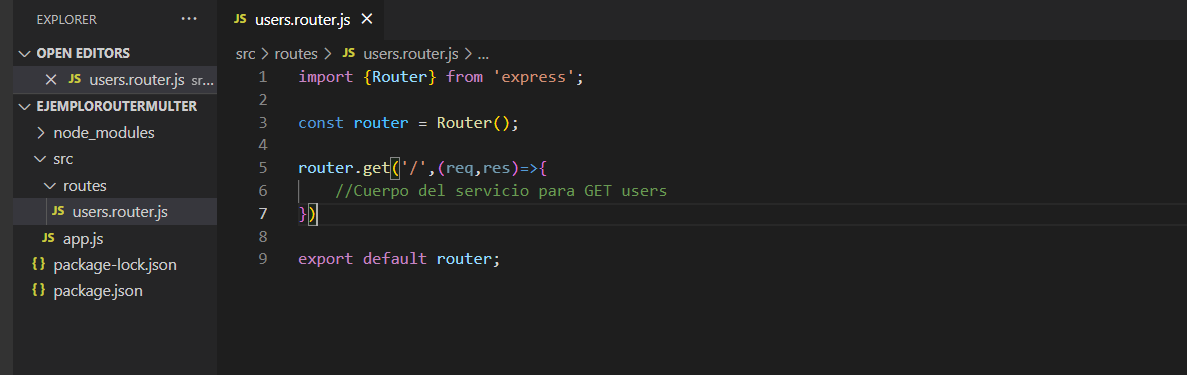 EXPLORER ...
OPEN EDITORS
JS users.router.js sr...
EJEMPLOROUTERMULTER
node_modules
src
routes
JS users.router.js
JS app.js
{} package-lock.json
{} package.json
JS users.router.js
src > routes > JS users.router.js > ...
1 import {Router} from 'express';
2
3 const router = Router();
4
5 router.get('/',(req,res)=>{
6 //Cuerpo del servicio para GET users
7 })
8
9 export default router;